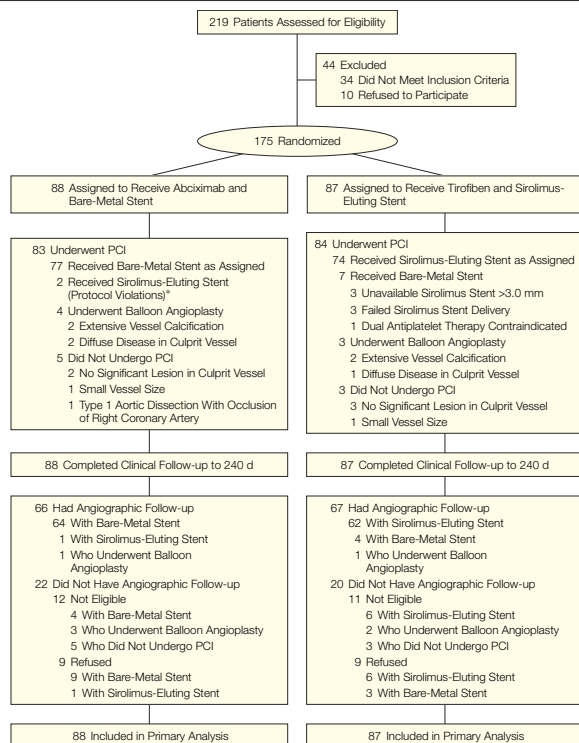 219 Patients Assessed for Eligibility
44 Excluded
34 Did Not Meet Inclusion Criteria
10 Refused to Participate
175 Randomized
88 Assigned to Receive Abciximab and
Bare-Metal Stent
87 Assigned to Receive Tirofiben and Sirolimus-
Eluting Stent
83 Underwent PCI
77 Received Bare-Metal Stent as Assigned
2 Received Sirolimus-Eluting Stent
(Protocol Violations)*
4 Underwent Balloon Angioplasty
2 Extensive Vessel Calcification
2 Diffuse Disease in Culprit Vessel
5 Did Not Undergo PCI
2 No Significant Lesion in Culprit Vessel
1 Small Vessel Size
1 Type 1 Aortic Dissection With Occlusion
of Right Coronary Artery
84 Underwent PCI
74 Received Sirolimus-Eluting Stent as Assigned
7 Received Bare-Metal Stent
3 Unavailable Sirolimus Stent >3.0 mm
3 Failed Sirolimus Stent Delivery
1 Dual Antiplatelet Therapy Contraindicated
3 Underwent Balloon Angioplasty
2 Extensive Vessel Calcification
1 Diffuse Disease in Culprit Vessel
3 Did Not Undergo PCI
3 No Significant Lesion in Culprit Vessel
1 Small Vessel Size
88 Completed Clinical Follow-up to 240 d
87 Completed Clinical Follow-up to 240 d
66 Had Angiographic Follow-up
64 With Bare-Metal Stent
1 With Sirolimus-Eluting Stent
1 Who Underwent Balloon
Angioplasty
22 Did Not Have Angiographic Follow-up
12 Not Eligible
4 With Bare-Metal Stent
3 Who Underwent Balloon Angioplasty
5 Who Did Not Undergo PCI
9 Refused
9 With Bare-Metal Stent
1 With Sirolimus-Eluting Stent
67 Had Angiographic Follow-up
62 With Sirolimus-Eluting Stent
4 With Bare-Metal Stent
1 Who Underwent Balloon
Angioplasty
20 Did Not Have Angiographic Follow-up
11 Not Eligible
6 With Sirolimus-Eluting Stent
2 Who Underwent Balloon Angioplasty
3 Who Did Not Undergo PCI
9 Refused
6 With Sirolimus-Eluting Stent
3 With Bare-Metal Stent
88 Included in Primary Analysis
87 Included in Primary Analysis